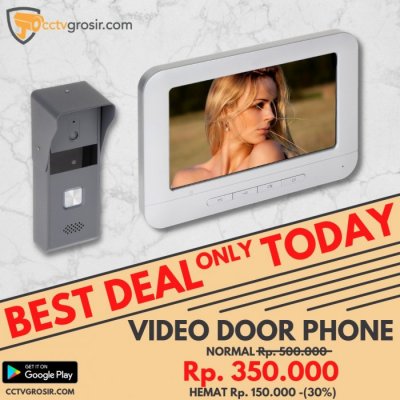 cctvgrosir.com
BEST DEAL ONLY TODAY
VIDEO DOOR PHONE
NORMAL Rp. 500.000
Rp. 350.000
HEMAT Rp. 150.000 -(30%)
GET IT ON
Google Play
CCTVGROSIR.COM